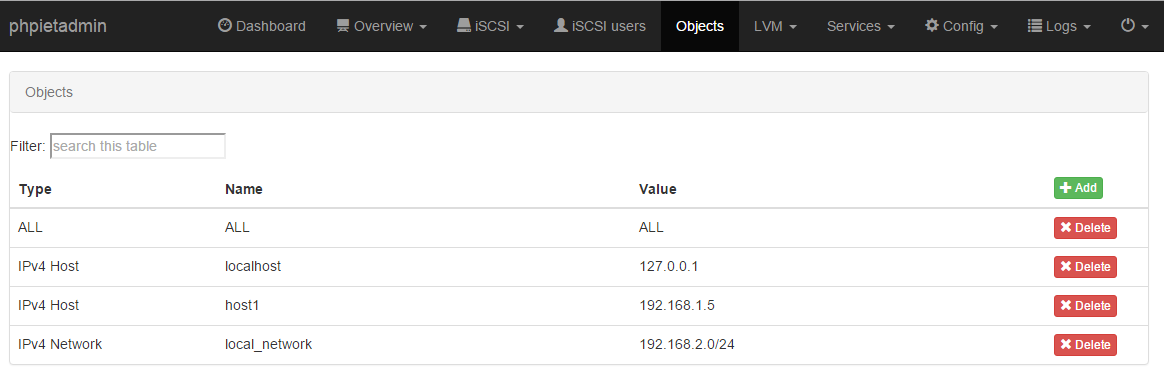 phpietadmin Dashboard Overview iSCSI iSCSI users Objects LVM Services Config Logs
Objects
Filter: search this table
Type Name Value Add
ALL ALL ALL Delete
IPv4 Host localhost 127.0.0.1 Delete
IPv4 Host host1 192.168.1.5 Delete
IPv4 Network local_network 192.168.2.0/24 Delete